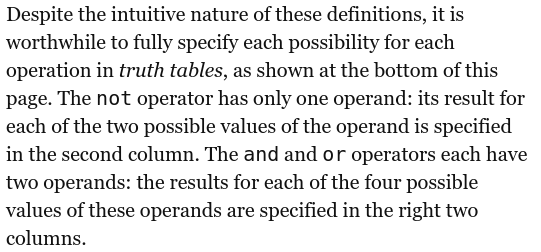 Despite the intuitive nature of these definitions, it is
worthwhile to fully specify each possibility for each
operation in truth tables, as shown at the bottom of this
page. The not operator has only one operand: its result for
each of the two possible values of the operand is specified
in the second column. The and and or operators each have
two operands: the results for each of the four possible
values of these operands are specified in the right two
columns.